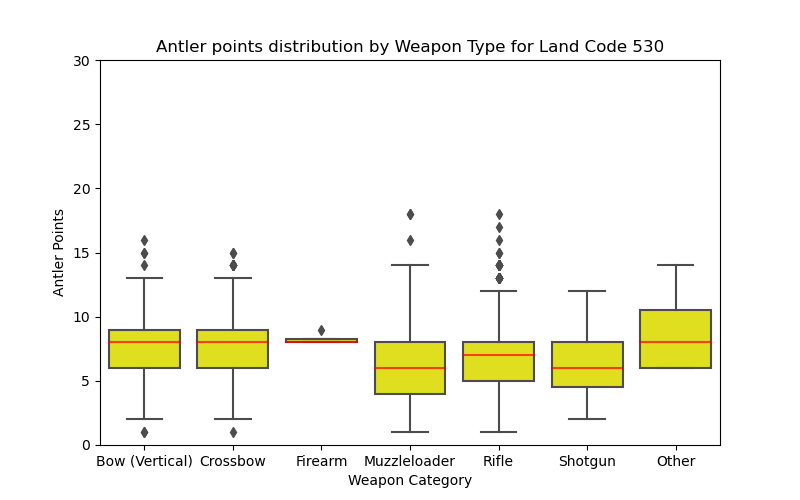 Antler points distribution by Weapon Type for Land Code 530
30
25
20
15
10
5
0
Antler Points
Bow (Vertical) Crossbow Firearm Muzzleloader Rifle Shotgun Other
Weapon Category